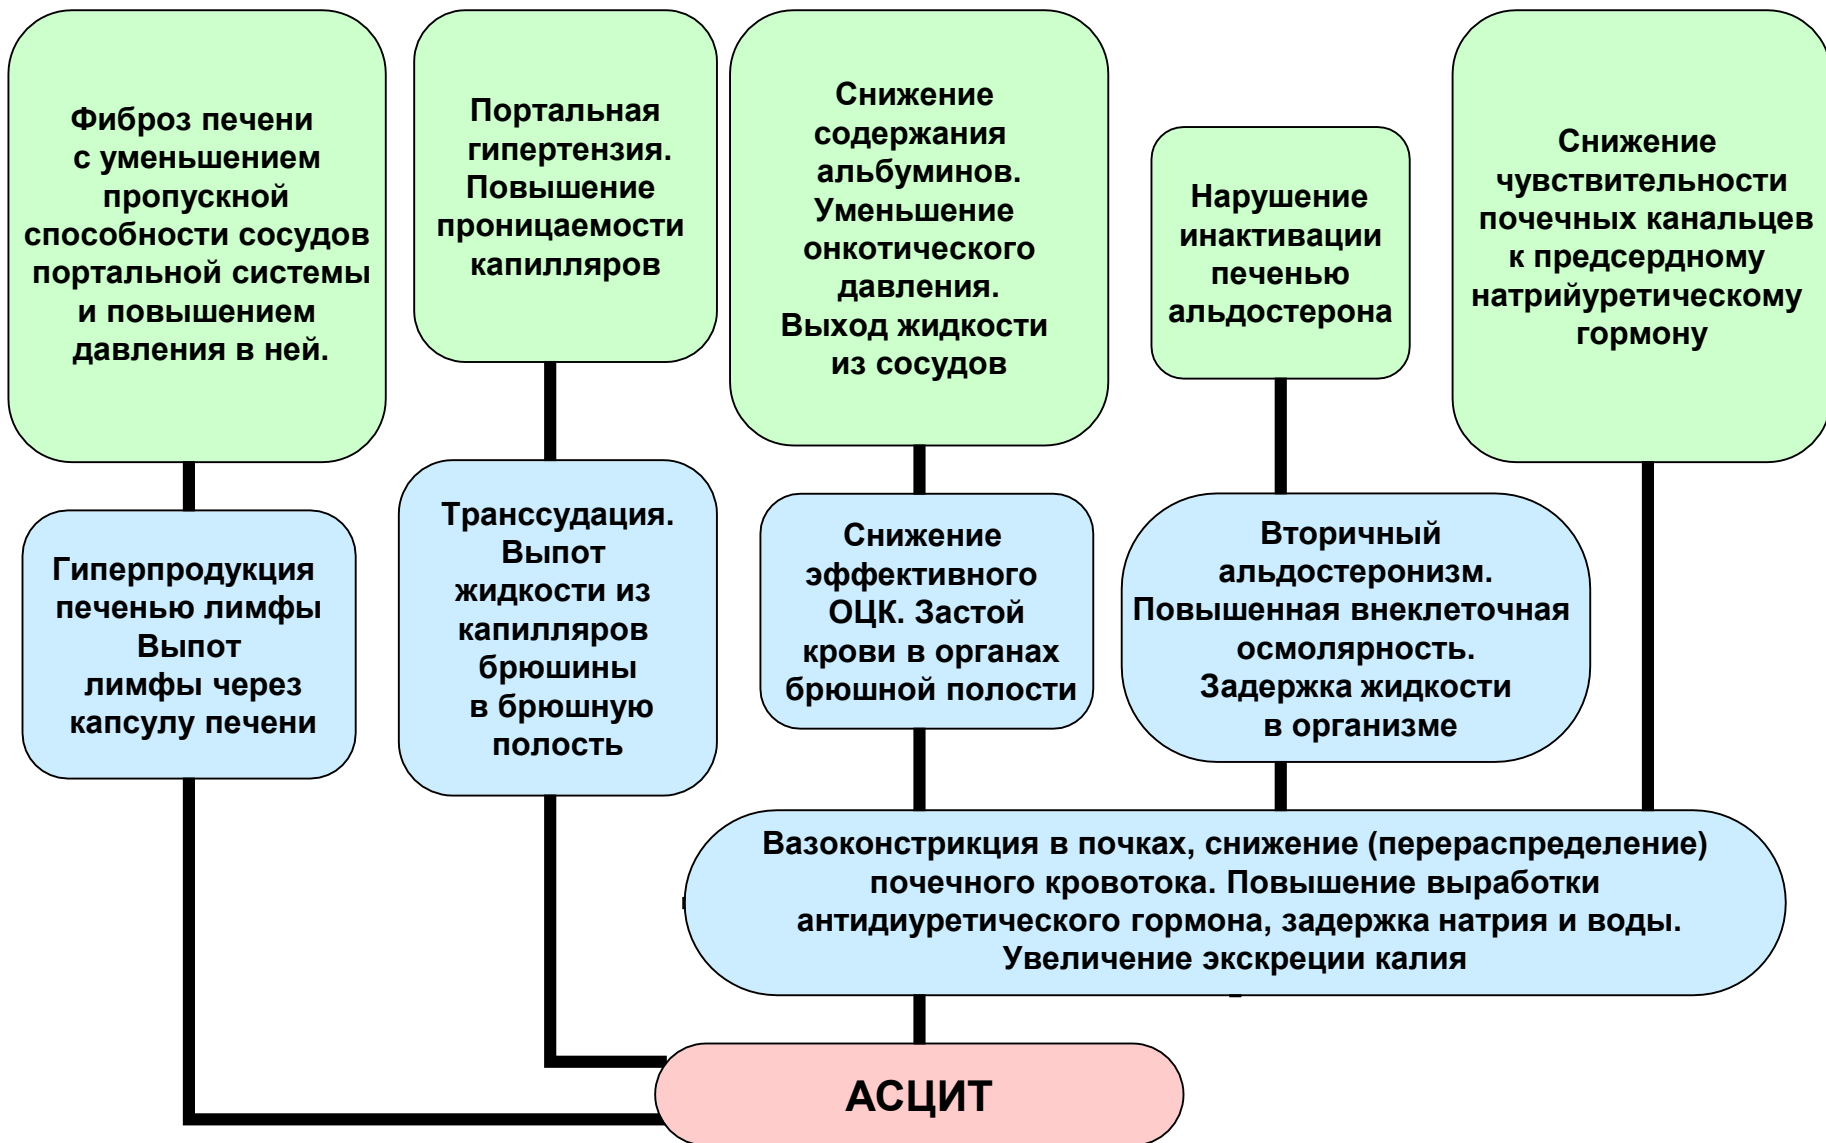 Фиброз печени
с уменьшением
пропускной
способности сосудов
портальной системы
и повышением
давления в ней.
Портальная
гипертензия.
Повышение
проницаемости
капилляров
Снижение
содержания
альбуминов.
Уменьшение
онкотического
давления.
Выход жидкости
из сосудов
Нарушение
инактивации
печенью
альдостерона
Снижение
чувствительности
почечных канальцев
к предсердному
натрийуретическому
гормону
Гиперпродукция
печенью лимфы
Выпот
лимфы через
капсулу печени
Транссудация.
Выпот
жидкости из
капилляров
брюшины
в брюшную
полость
Снижение
эффективного
ОЦК. Застой
крови в органах
брюшной полости
Вторичный
альдостеронизм.
Повышенная внеклеточная
осмолярность.
Задержка жидкости
в организме
Вазоконстрикция в почках, снижение (перераспределение)
почечного кровотока. Повышение выработки
антидиуретического гормона, задержка натрия и воды.
Увеличение экскреции калия
АСЦИТ